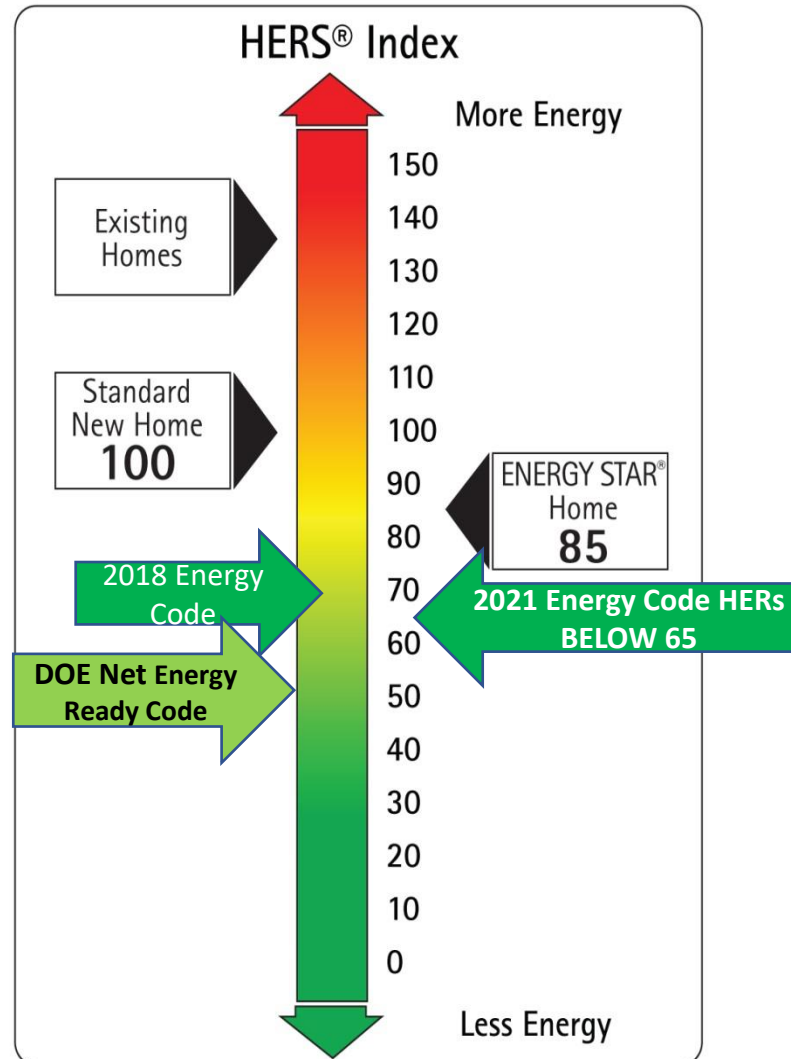 HERS® Index
More Energy
150
140
130
120
110
100
90
80
70
60
50
40
30
20
10
0
Existing
Homes
Standard
New Home
100
ENERGY STAR®
Home
85
2018 Energy
Code
2021 Energy Code HERs
BELOW 65
DOE Net Energy
Ready Code
Less Energy